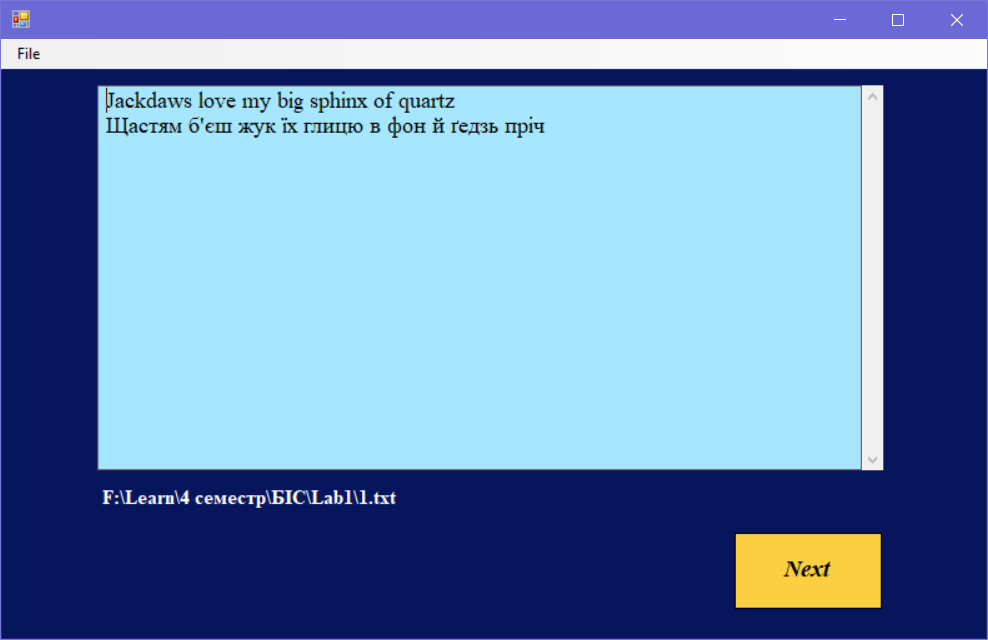 File
Jackdaws love my big sphinx of quartz
Щастям б'єш жук їх глицю в фон й ґедзь пріч
F:\Learn\4 семестр\БІС\Lab1\1.txt
Next